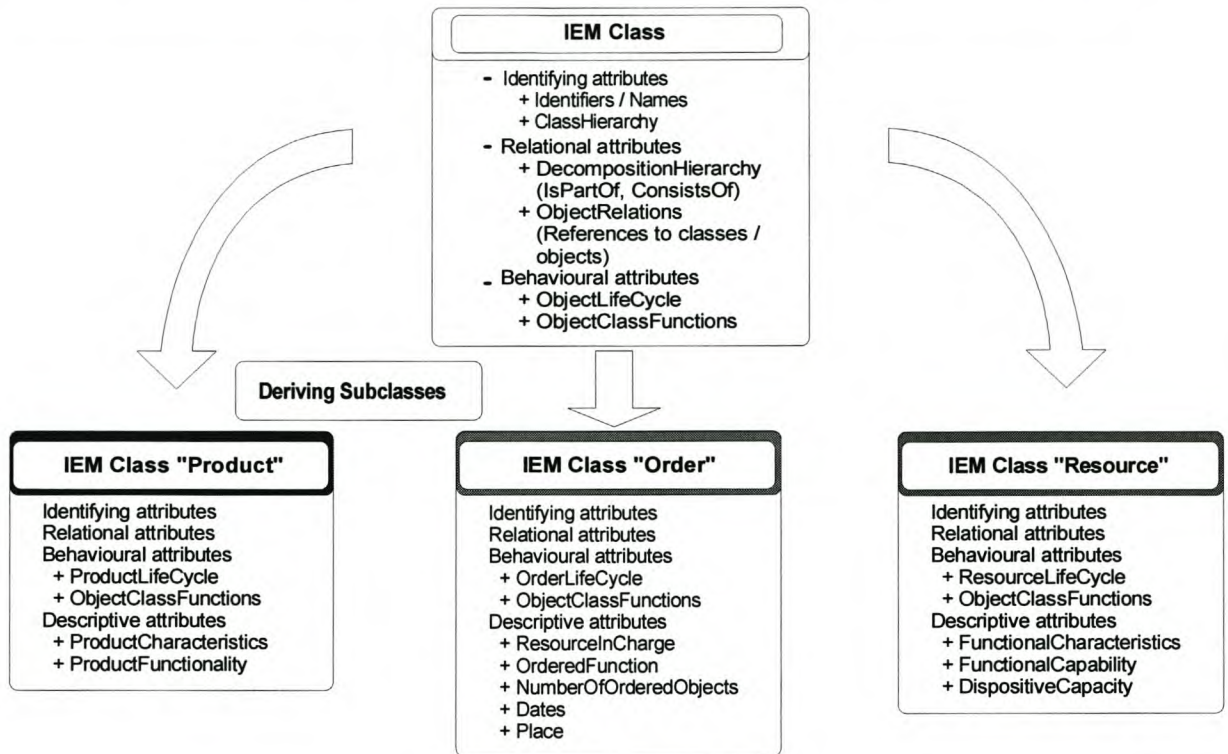 IEM Class
- Identifying attributes
+ Identifiers / Names
+ ClassHierarchy
- Relational attributes
+ DecompositionHierarchy
(IsPartOf, ConsistsOf)
+ ObjectRelations
(References to classes /
objects)
- Behavioural attributes
+ ObjectLifeCycle
+ ObjectClassFunctions
Deriving Subclasses
IEM Class "Product"
Identifying attributes
Relational attributes
Behavioural attributes
+ ProductLifeCycle
+ ObjectClassFunctions
Descriptive attributes
+ ProductCharacteristics
+ ProductFunctionality
IEM Class "Order"
Identifying attributes
Relational attributes
Behavioural attributes
+ OrderLifeCycle
+ ObjectClassFunctions
Descriptive attributes
+ ResourceInCharge
+ OrderedFunction
+ NumberOfOrderedObjects
+ Dates
+ Place
IEM Class "Resource"
Identifying attributes
Relational attributes
Behavioural attributes
+ ResourceLifeCycle
+ ObjectClassFunctions
Descriptive attributes
+ FunctionalCharacteristics
+ FunctionalCapability
+ DispositiveCapacity